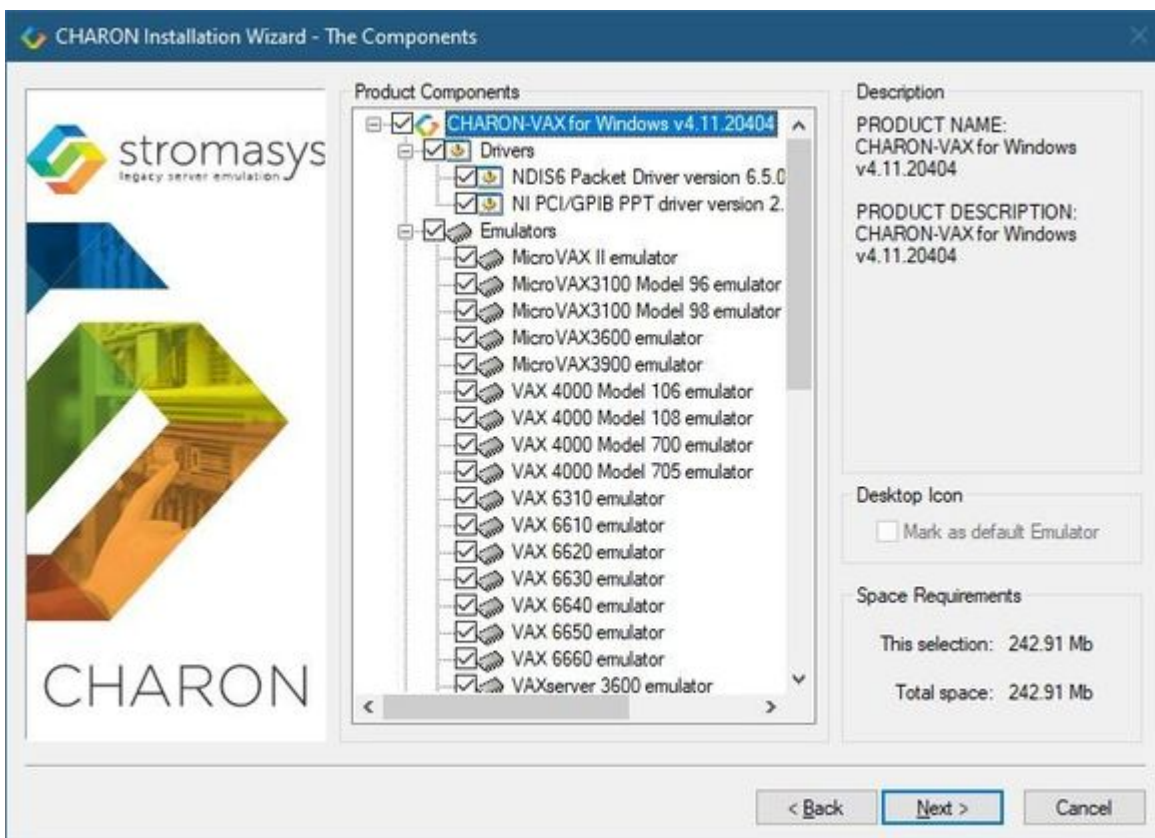 CHARON Installation Wizard - The Components
stromasys
legacy server emulation
CHARON
Product Components
CHARON-VAX for Windows v4.11.20404
Drivers
NDIS6 Packet Driver version 6.5.0
NI PCI/GPIB PPT driver version 2.
Emulators
MicroVAX II emulator
MicroVAX3100 Model 96 emulator
MicroVAX3100 Model 98 emulator
MicroVAX3600 emulator
MicroVAX3900 emulator
VAX 4000 Model 106 emulator
VAX 4000 Model 108 emulator
VAX 4000 Model 700 emulator
VAX 4000 Model 705 emulator
VAX 6310 emulator
VAX 6610 emulator
VAX 6620 emulator
VAX 6630 emulator
VAX 6640 emulator
VAX 6650 emulator
VAX 6660 emulator
VAXserver 3600 emulator
Description
PRODUCT NAME:
CHARON-VAX for Windows
v4.11.20404
PRODUCT DESCRIPTION:
CHARON-VAX for Windows
v4.11.20404
Desktop Icon
Mark as default Emulator
Space Requirements
This selection: 242.91 Mb
Total space: 242.91 Mb
< Back
Next >
Cancel